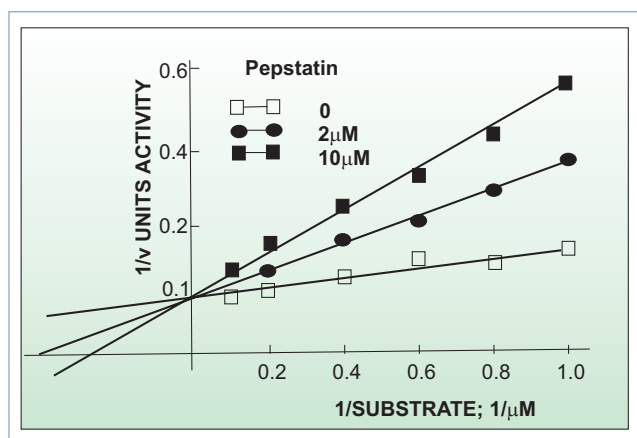 0.6
Pepstatin
0
2µM
0.4
10µM
1/v UNITS ACTIVITY
0.2
0.1
0.2 0.4 0.6 0.8 1.0
1/SUBSTRATE; 1/µM